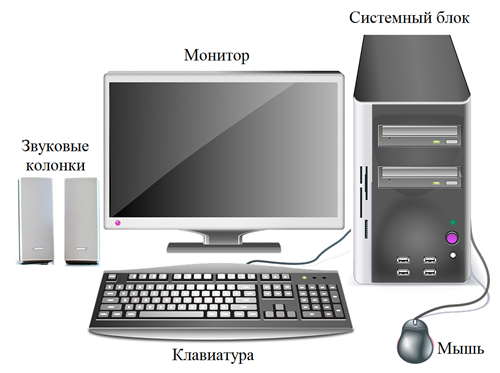 Системный блок
Монитор
Звуковые
колонки
Клавиатура
Мышь